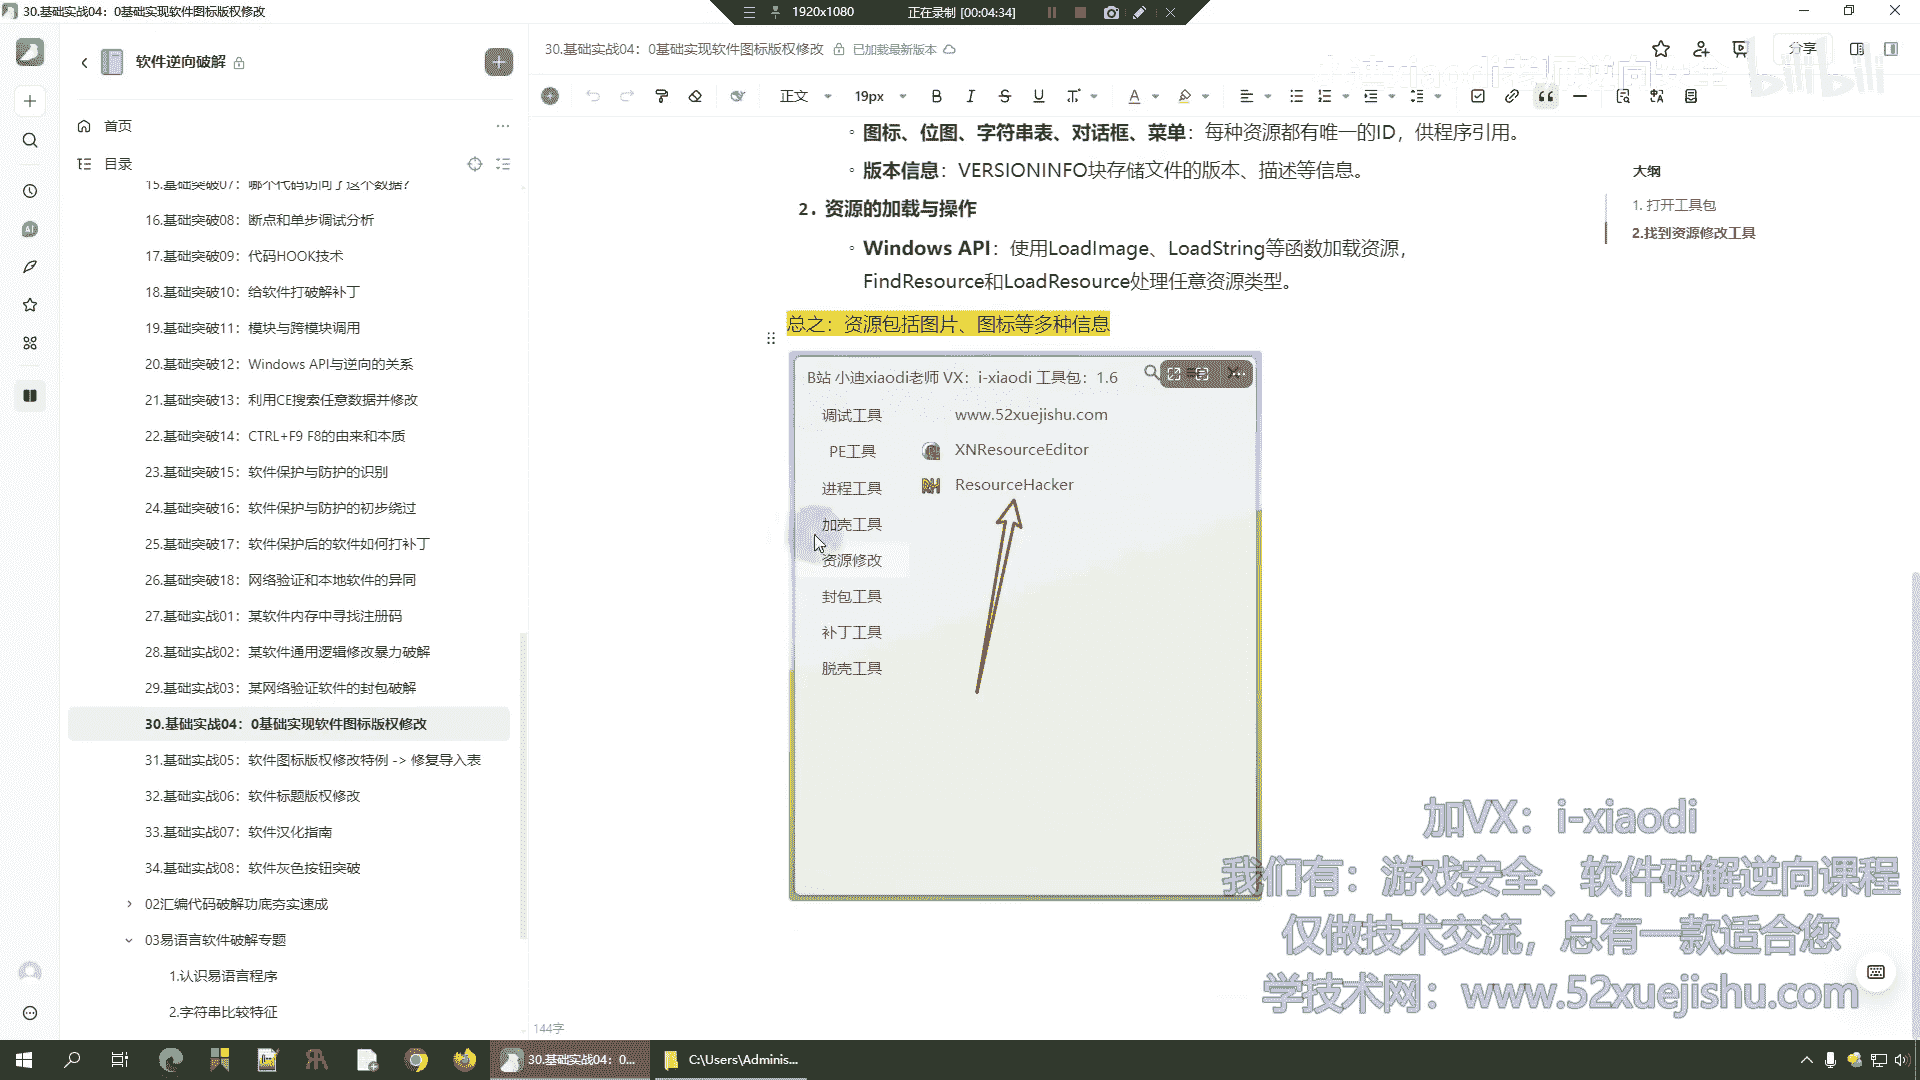 30.基础实战04：0基础实现软件图标版权修改
1920x1080
正在录制 [00:04:34]
软件逆向破解
30.基础实战04：0基础实现软件图标版权修改
已加载最新版本
分享
bilibili
正文
19px
首页
目录
15.基础突破07：哪个代码访问了这个数据？
16.基础突破08：断点和单步调试分析
17.基础突破09：代码HOOK技术
18.基础突破10：给软件打破解补丁
19.基础突破11：模块与跨模块调用
20.基础突破12：Windows API与逆向的关系
21.基础突破13：利用CE搜索任意数据并修改
22.基础突破14：CTRL+F9 F8的由来和本质
23.基础突破15：软件保护与防护的识别
24.基础突破16：软件保护与防护的初步绕过
25.基础突破17：软件保护后的软件如何打补丁
26.基础突破18：网络验证和本地软件的异同
27.基础实战01：某软件内存中寻找注册码
28.基础实战02：某软件通用逻辑修改暴力破解
29.基础实战03：某网络验证软件的封包破解
30.基础实战04：0基础实现软件图标版权修改
31.基础实战05：软件图标版权修改特例 -> 修复导入表
32.基础实战06：软件标题版权修改
33.基础实战07：软件汉化指南
34.基础实战08：软件灰色按钮突破
02汇编代码破解功底夯实速成
03易语言软件破解专题
1.认识易语言程序
2.字符串比较特征
◦ 图标、位图、字符串表、对话框、菜单：每种资源都有唯一的ID，供程序引用。
◦ 版本信息：VERSIONINFO块存储文件的版本、描述等信息。
2. 资源的加载与操作
◦ Windows API：使用LoadImage、LoadString等函数加载资源，
FindResource和LoadResource处理任意资源类型。
总之：资源包括图片、图标等多种信息
B站 小迪xiaodi老师 VX：i-xiaodi 工具包：1.6
调试工具
www.52xuejishu.com
PE工具
XNResourceEditor
进程工具
RH
ResourceHacker
加壳工具
资源修改
封包工具
补丁工具
脱壳工具
144字
大纲
1. 打开工具包
2.找到资源修改工具
加VX：i-xiaodi
我们有：游戏安全、软件破解逆向课程
仅做技术交流，总有一款适合您
学技术网：www.52xuejishu.com
30.基础实战04：0...
C:\Users\Adminis...